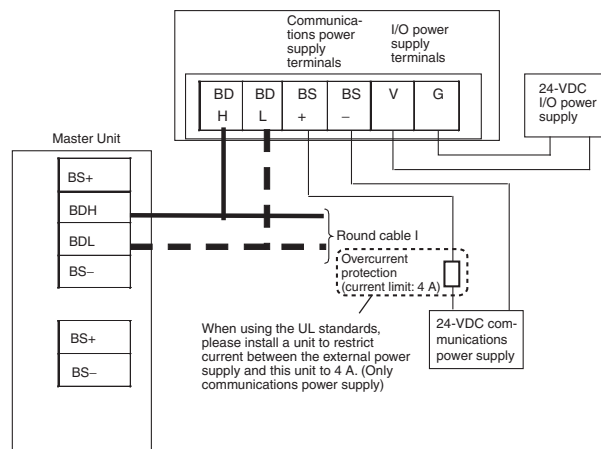 Communica-
tions power
supply
terminals
I/O power
supply
terminals
BD
H
BD
L
BS
+
BS
−
V
G
24-VDC
I/O power
supply
Master Unit
BS+
BDH
BDL
BS−
BS+
BS−
Round cable I
Overcurrent
protection
(current limit: 4 A)
24-VDC com-
munications
power supply
When using the UL standards,
please install a unit to restrict
current between the external power
supply and this unit to 4 A. (Only
communications power supply)